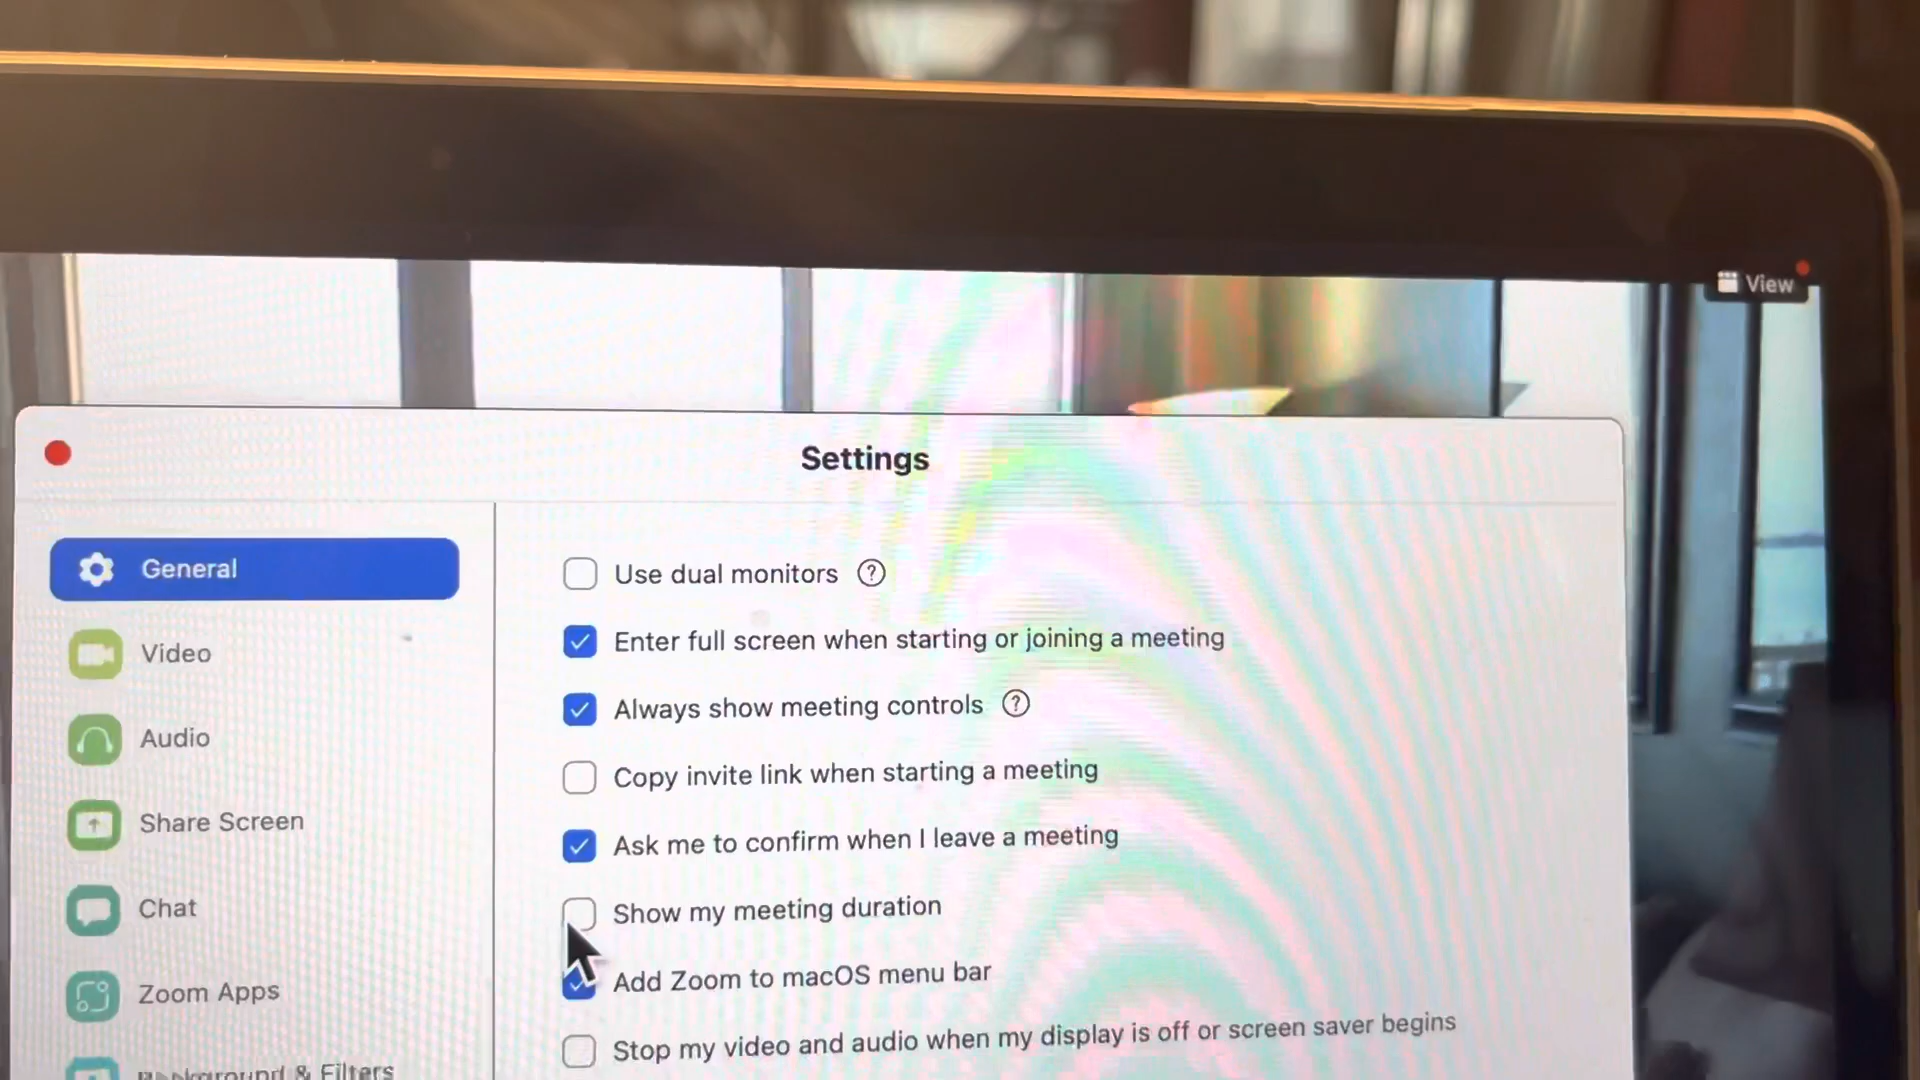 View
Settings
General
Video
Audio
Share Screen
Chat
Zoom Apps
Background & Filters
Use dual monitors ?
Enter full screen when starting or joining a meeting
Always show meeting controls ?
Copy invite link when starting a meeting
Ask me to confirm when I leave a meeting
Show my meeting duration
Add Zoom to macOS menu bar
Stop my video and audio when my display is off or screen saver begins